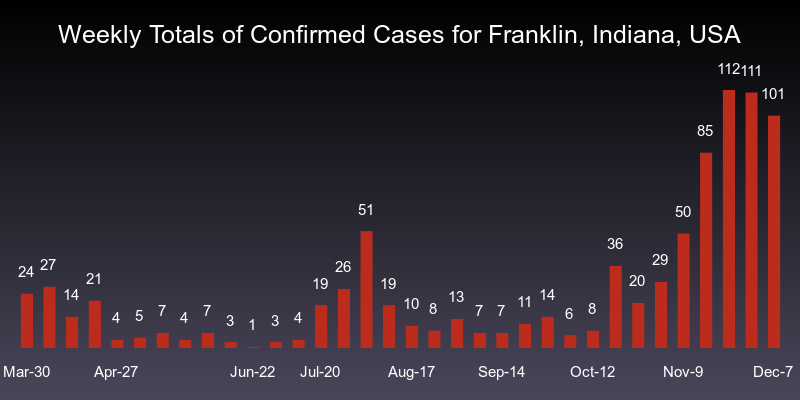 Weekly Totals of Confirmed Cases for Franklin, Indiana, USA
24 27 14 21 4 5 7 4 7 3 1 3 4 19 26 51 19 10 8 13 7 7 11 14 6 8 36 20 29 50 85 112 111 101
Mar-30 Apr-27 Jun-22 Jul-20 Aug-17 Sep-14 Oct-12 Nov-9 Dec-7